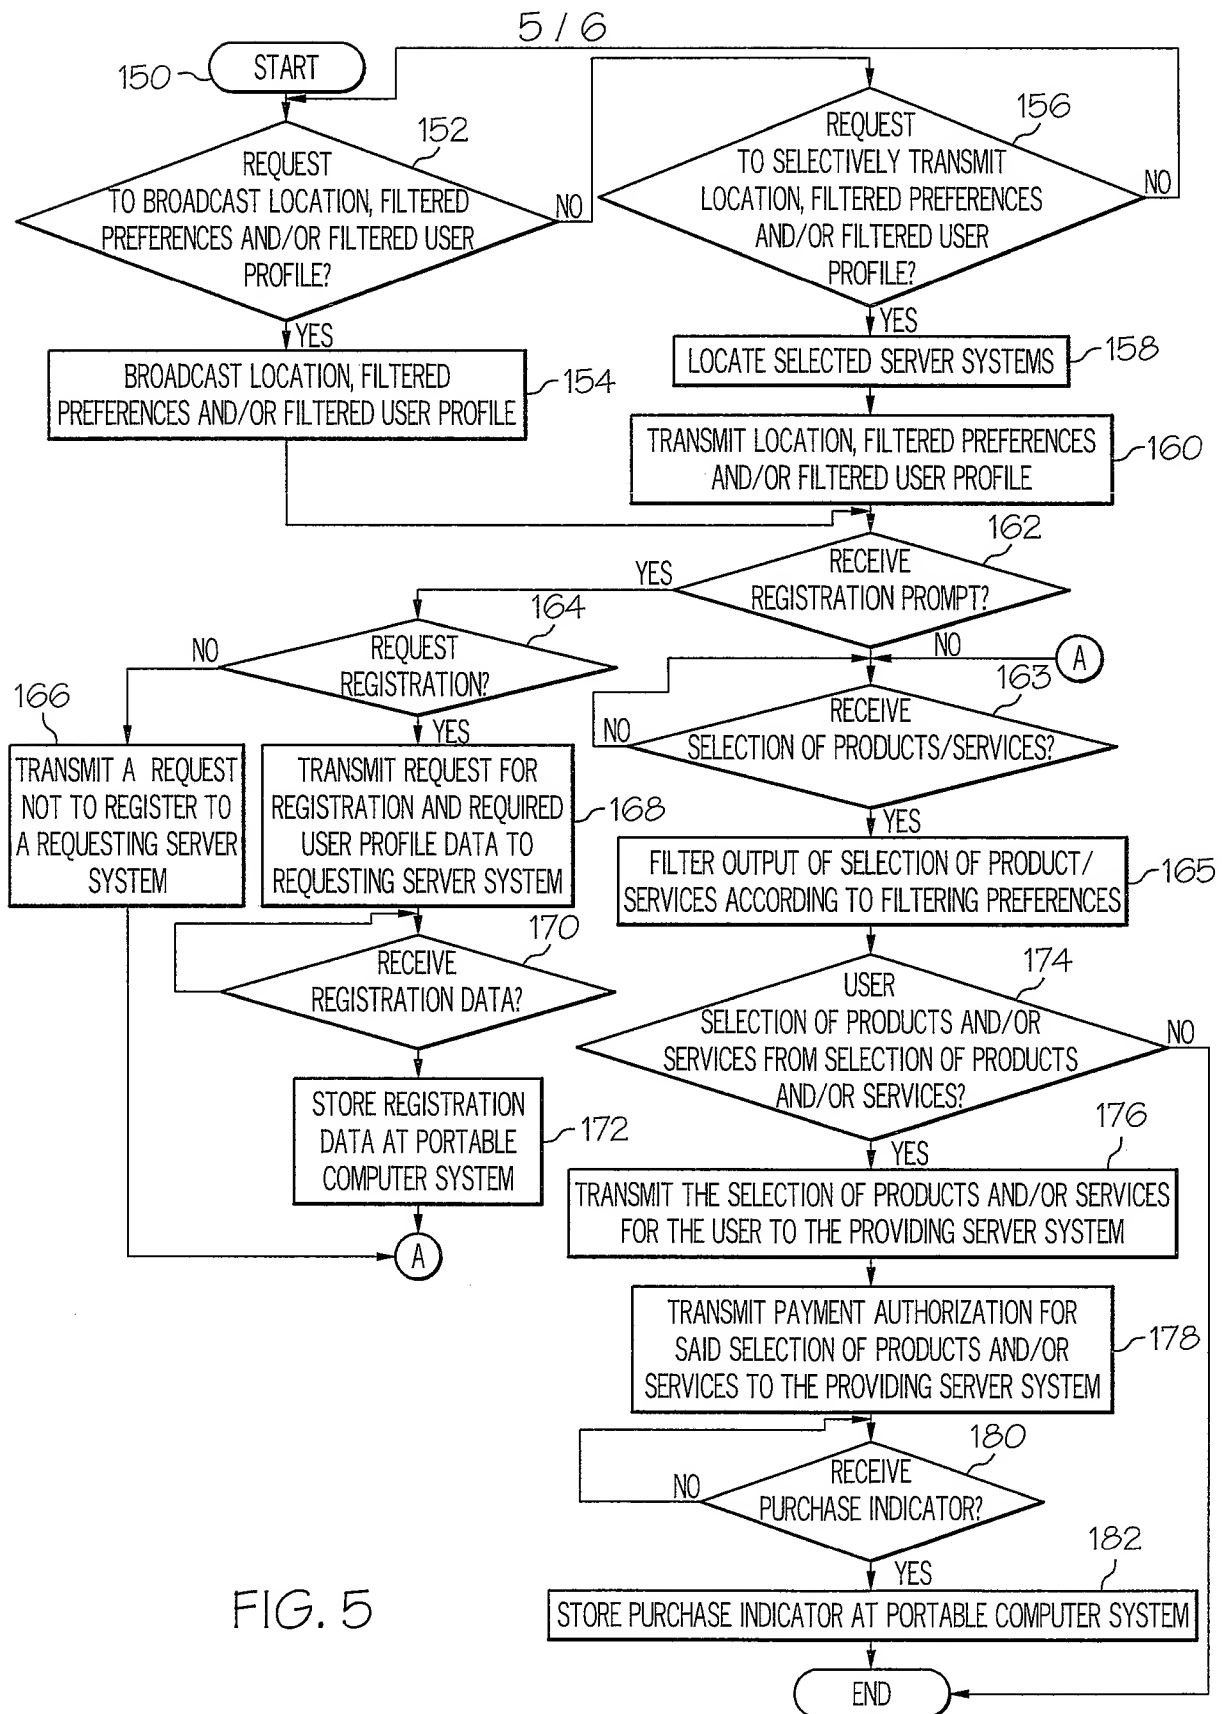 5/6
150
START
152
REQUEST
TO BROADCAST LOCATION, FILTERED
PREFERENCES AND/OR FILTERED USER
PROFILE?
NO
156
REQUEST
TO SELECTIVELY TRANSMIT
LOCATION, FILTERED PREFERENCES
AND/OR FILTERED USER
PROFILE?
NO
YES
YES
BROADCAST LOCATION, FILTERED
PREFERENCES AND/OR FILTERED USER PROFILE
154
LOCATE SELECTED SERVER SYSTEMS
158
TRANSMIT LOCATION, FILTERED PREFERENCES
AND/OR FILTERED USER PROFILE
160
162
RECEIVE
REGISTRATION PROMPT?
YES
NO
A
164
REQUEST
REGISTRATION?
NO
YES
163
RECEIVE
SELECTION OF PRODUCTS/SERVICES?
NO
YES
166
TRANSMIT A REQUEST
NOT TO REGISTER TO
A REQUESTING SERVER
SYSTEM
TRANSMIT REQUEST FOR
REGISTRATION AND REQUIRED
USER PROFILE DATA TO
REQUESTING SERVER SYSTEM
168
FILTER OUTPUT OF SELECTION OF PRODUCT/
SERVICES ACCORDING TO FILTERING PREFERENCES
165
170
RECEIVE
REGISTRATION DATA?
174
USER
SELECTION OF PRODUCTS AND/OR
SERVICES FROM SELECTION OF PRODUCTS
AND/OR SERVICES?
NO
YES
STORE REGISTRATION
DATA AT PORTABLE
COMPUTER SYSTEM
172
A
176
TRANSMIT THE SELECTION OF PRODUCTS AND/OR SERVICES
FOR THE USER TO THE PROVIDING SERVER SYSTEM
TRANSMIT PAYMENT AUTHORIZATION FOR
SAID SELECTION OF PRODUCTS AND/OR
SERVICES TO THE PROVIDING SERVER SYSTEM
178
180
RECEIVE
PURCHASE INDICATOR?
NO
YES
182
STORE PURCHASE INDICATOR AT PORTABLE COMPUTER SYSTEM
END
FIG. 5